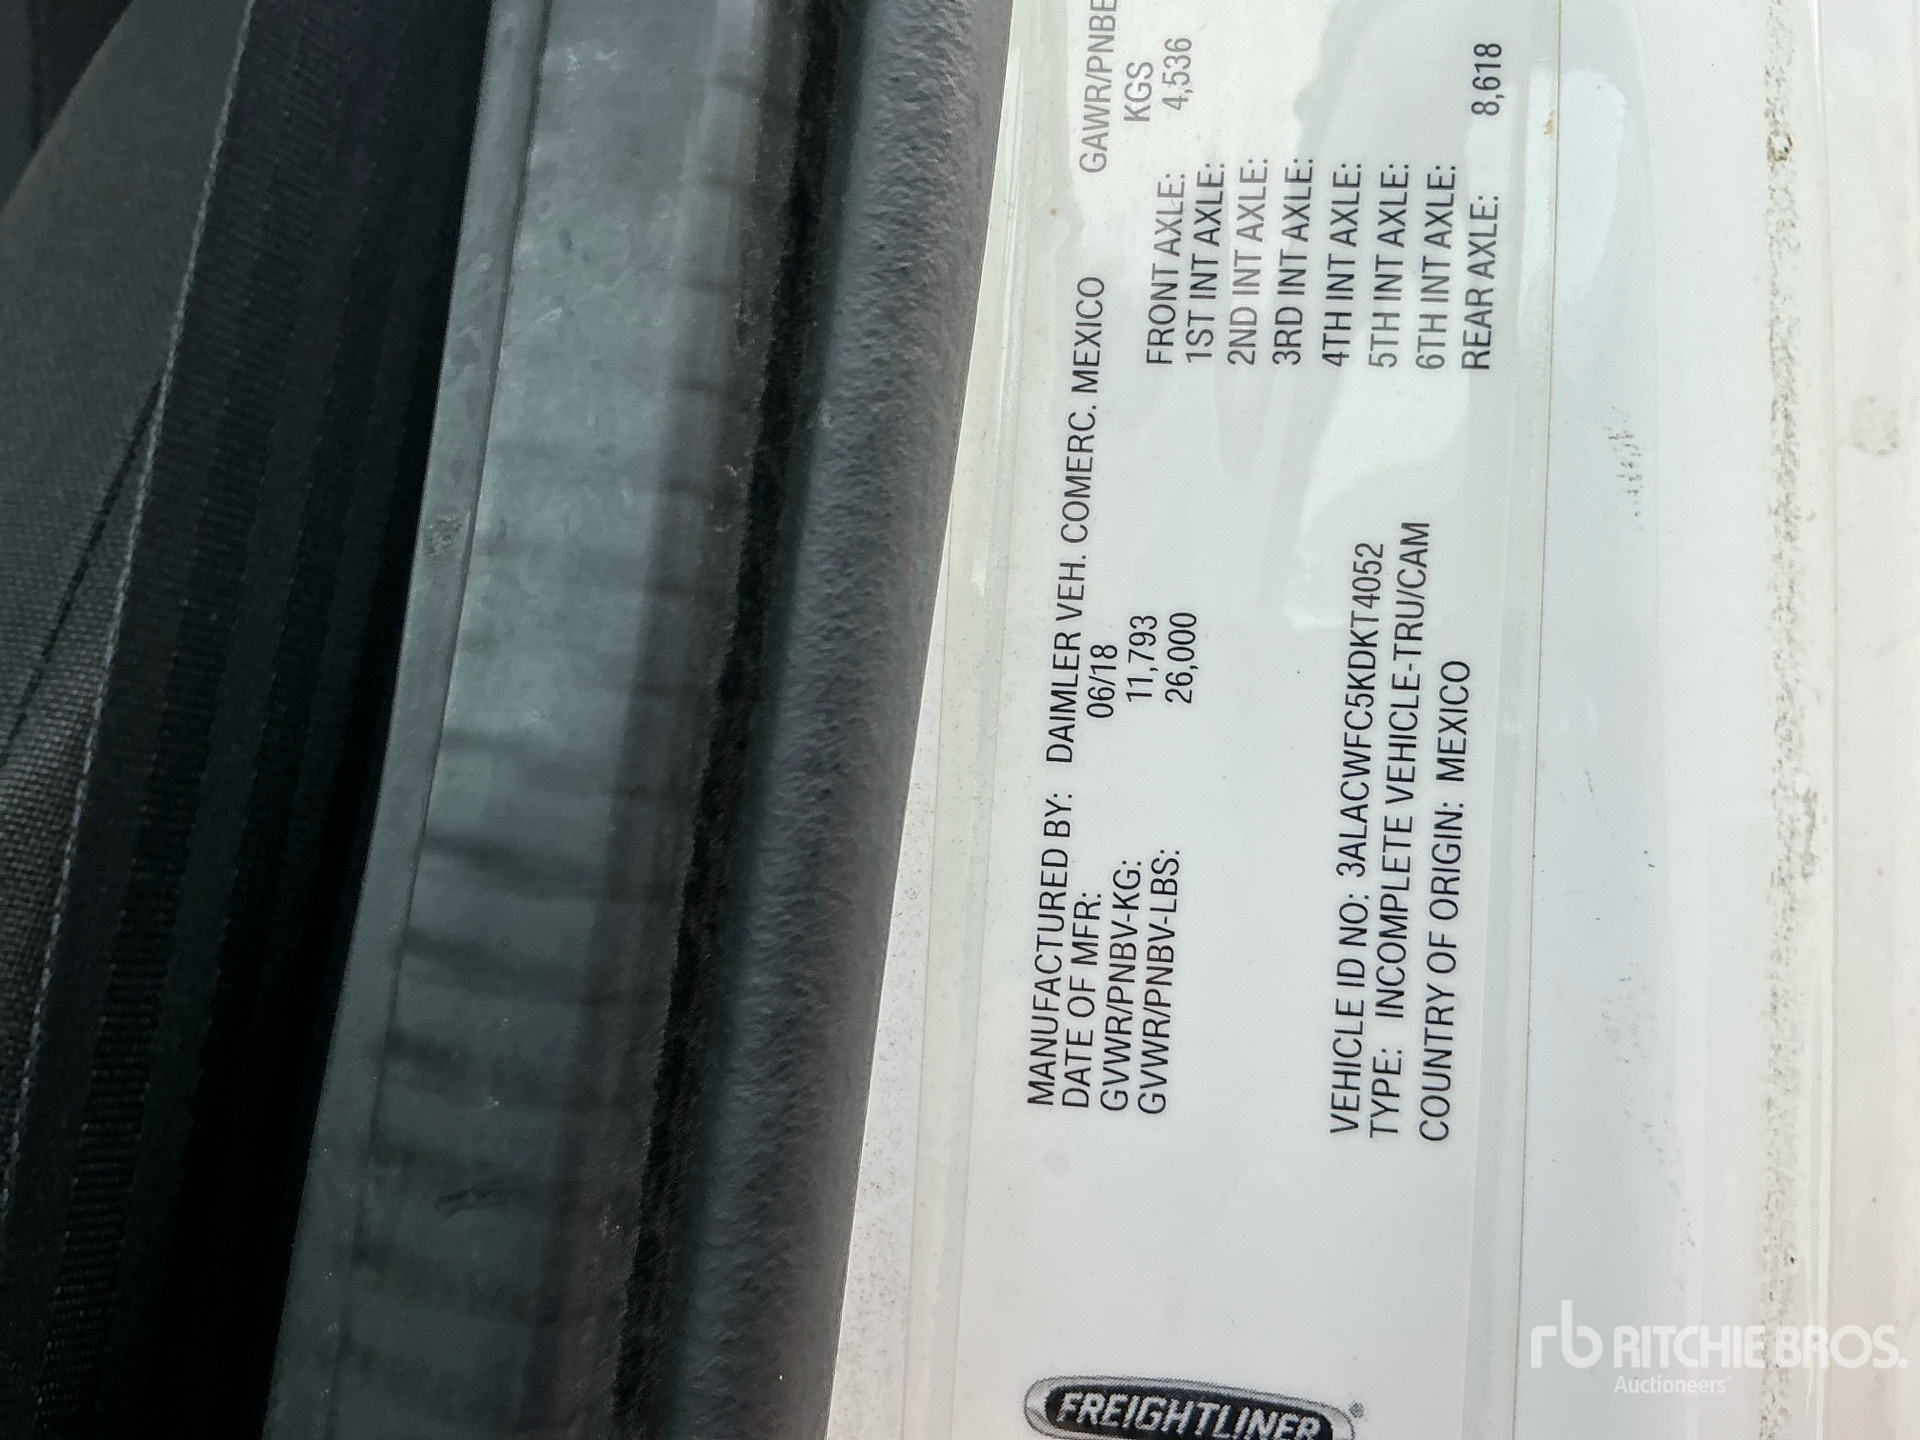 FREIGHTLINER
MANUFACTURED BY: DAIMLER VEH. COMERC. MEXICO
DATE OF MFR: 06/18
GVWR/PNBV-KG: 11,793
GVWR/PNBV-LBS: 26,000
VEHICLE ID NO: 3ALACWFC5KDKT4052
TYPE: INCOMPLETE VEHICLE-TRU/CAM
COUNTRY OF ORIGIN: MEXICO
GAWR/PNBE
KGS
FRONT AXLE: 4,536
1ST INT AXLE:
2ND INT AXLE:
3RD INT AXLE:
4TH INT AXLE:
5TH INT AXLE:
6TH INT AXLE:
REAR AXLE: 8,618
rb RITCHIE BROS.
Auctioneers